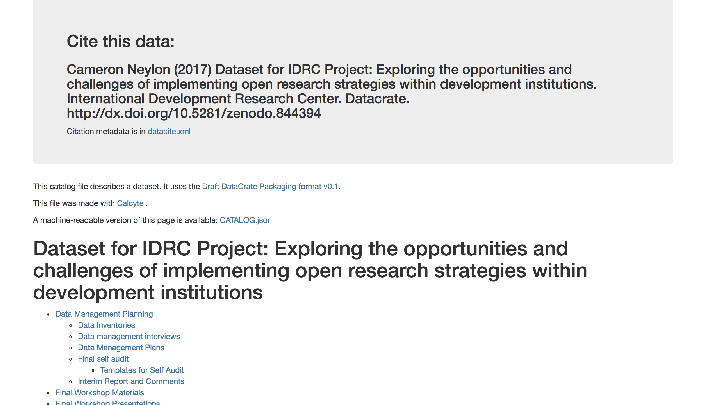 Cite this data:
Cameron Neylon (2017) Dataset for IDRC Project: Exploring the opportunities and
challenges of implementing open research strategies within development institutions.
International Development Research Center. Datacrate.
http://dx.doi.org/10.5281/zenodo.844394
Citation metadata is in datacite.xml
This catalog file describes a dataset. It uses the Draft DataCrate Packaging format v0.1.
This file was made with Calcyte .
A machine-readable version of this page is available: CATALOG.json
Dataset for IDRC Project: Exploring the opportunities and
challenges of implementing open research strategies within
development institutions
Data Management Planning
Data Inventories
Data management interviews
Data Management Plans
Final self audit
Templates for Self Audit
Interim Report and Comments
Final Workshop Materials
Final Workshop Presentations